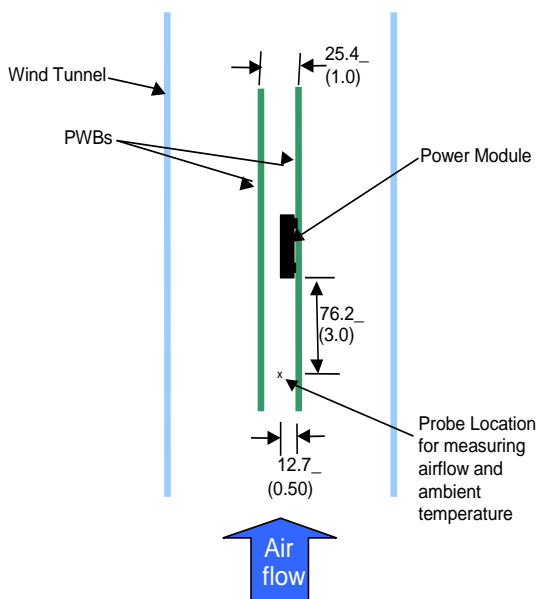 25.4_
(1.0)
Wind Tunnel
PWBs
Power Module
76.2_
(3.0)
x
Probe Location
for measuring
airflow and
ambient
temperature
12.7_
(0.50)
Air
flow